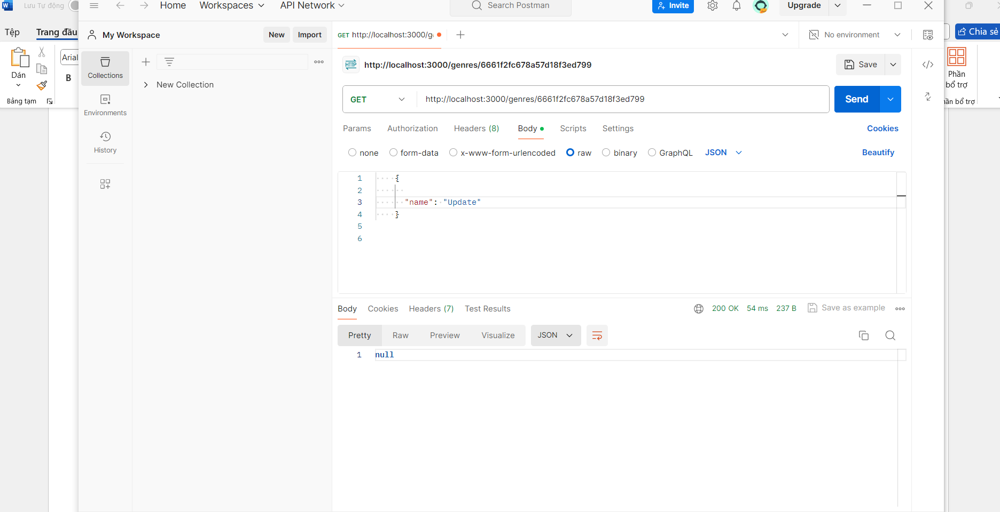 W Lưu Tự động
Home Workspaces API Network Search Postman Invite Upgrade
Tệp Trang đầu
My Workspace New Import GET http://localhost:3000/g No environment Chia sẻ
Dán
Arial
B
Bảng tạm
Collections
Environments
History
New Collection
HTTP http://localhost:3000/genres/6661f2fc678a57d18f3ed799 Save
GET http://localhost:3000/genres/6661f2fc678a57d18f3ed799 Send
Params Authorization Headers (8) Body Scripts Settings Cookies
none form-data x-www-form-urlencoded raw binary GraphQL JSON Beautify
1 {
2
3 "name": "Update"
4 }
5
6
Body Cookies Headers (7) Test Results 200 OK 54 ms 237 B Save as example
Pretty Raw Preview Visualize JSON
1 null
Phần
bổ trợ
bổ trợ